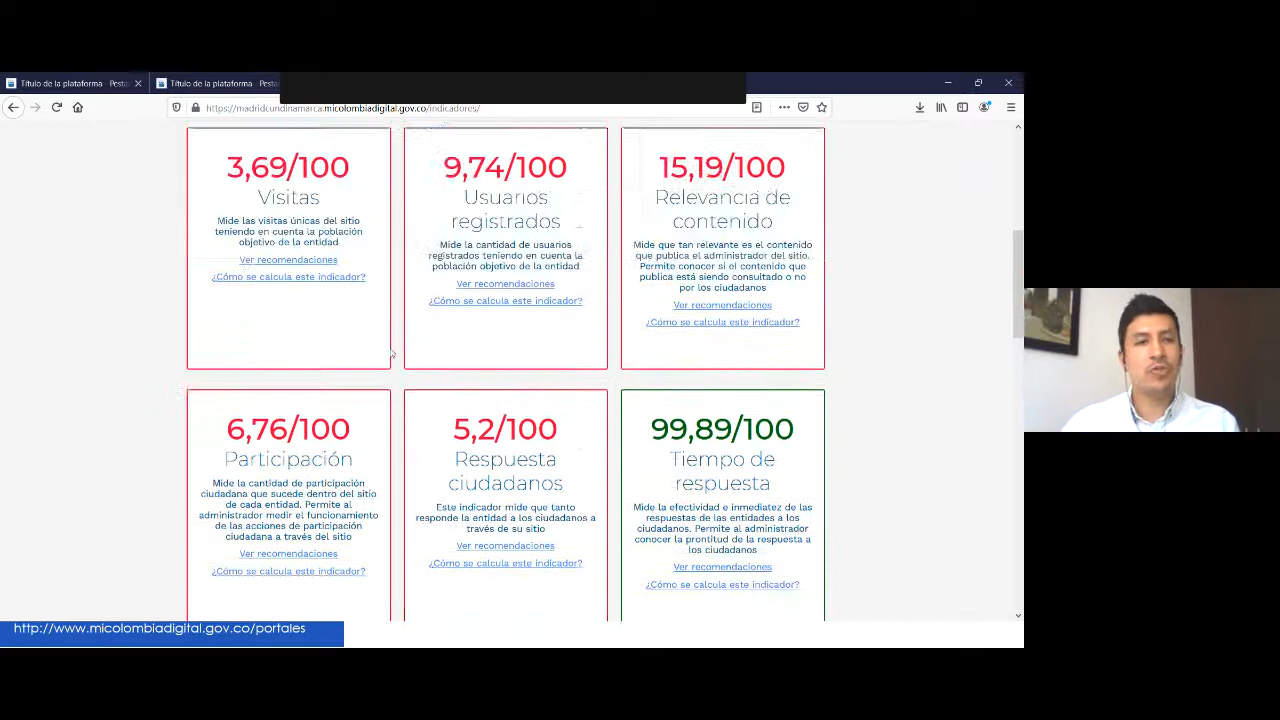 Título de la plataforma - Pesta
Título de la plataforma - Pesta
https://madridcundinamarca.micolombiadigital.gov.co/indicadores/
3,69/100
Visitas
Mide las visitas únicas del sitio
teniendo en cuenta la población
objetivo de la entidad
Ver recomendaciones
¿Cómo se calcula este indicador?
9,74/100
Usuarios
registrados
Mide la cantidad de usuarios
registrados teniendo en cuenta la
población objetivo de la entidad
Ver recomendaciones
¿Cómo se calcula este indicador?
15,19/100
Relevancia de
contenido
Mide que tan relevante es el contenido
que publica el administrador del sitio.
Permite conocer si el contenido que
publica está siendo consultado o no
por los ciudadanos
Ver recomendaciones
¿Cómo se calcula este indicador?
6,76/100
Participación
Mide la cantidad de participación
ciudadana que sucede dentro del sitio
de cada entidad. Permite al
administrador medir el funcionamiento
de las acciones de participación
ciudadana a través del sitio
Ver recomendaciones
¿Cómo se calcula este indicador?
5,2/100
Respuesta
ciudadanos
Este indicador mide que tanto
responde la entidad a los ciudadanos a
través de su sitio
Ver recomendaciones
¿Cómo se calcula este indicador?
99,89/100
Tiempo de
respuesta
Mide la efectividad e inmediatez de las
respuestas de las entidades a los
ciudadanos. Permite al administrador
conocer la prontitud de la respuesta a
los ciudadanos
Ver recomendaciones
¿Cómo se calcula este indicador?
http://www.micolombiadigital.gov.co/portales